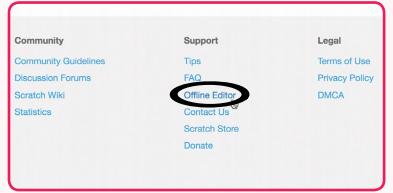 Community
Community Guidelines
Discussion Forums
Scratch Wiki
Statistics
Support
Tips
FAQ
Offline Editor
Contact Us
Scratch Store
Donate
Legal
Terms of Use
Privacy Policy
DMCA